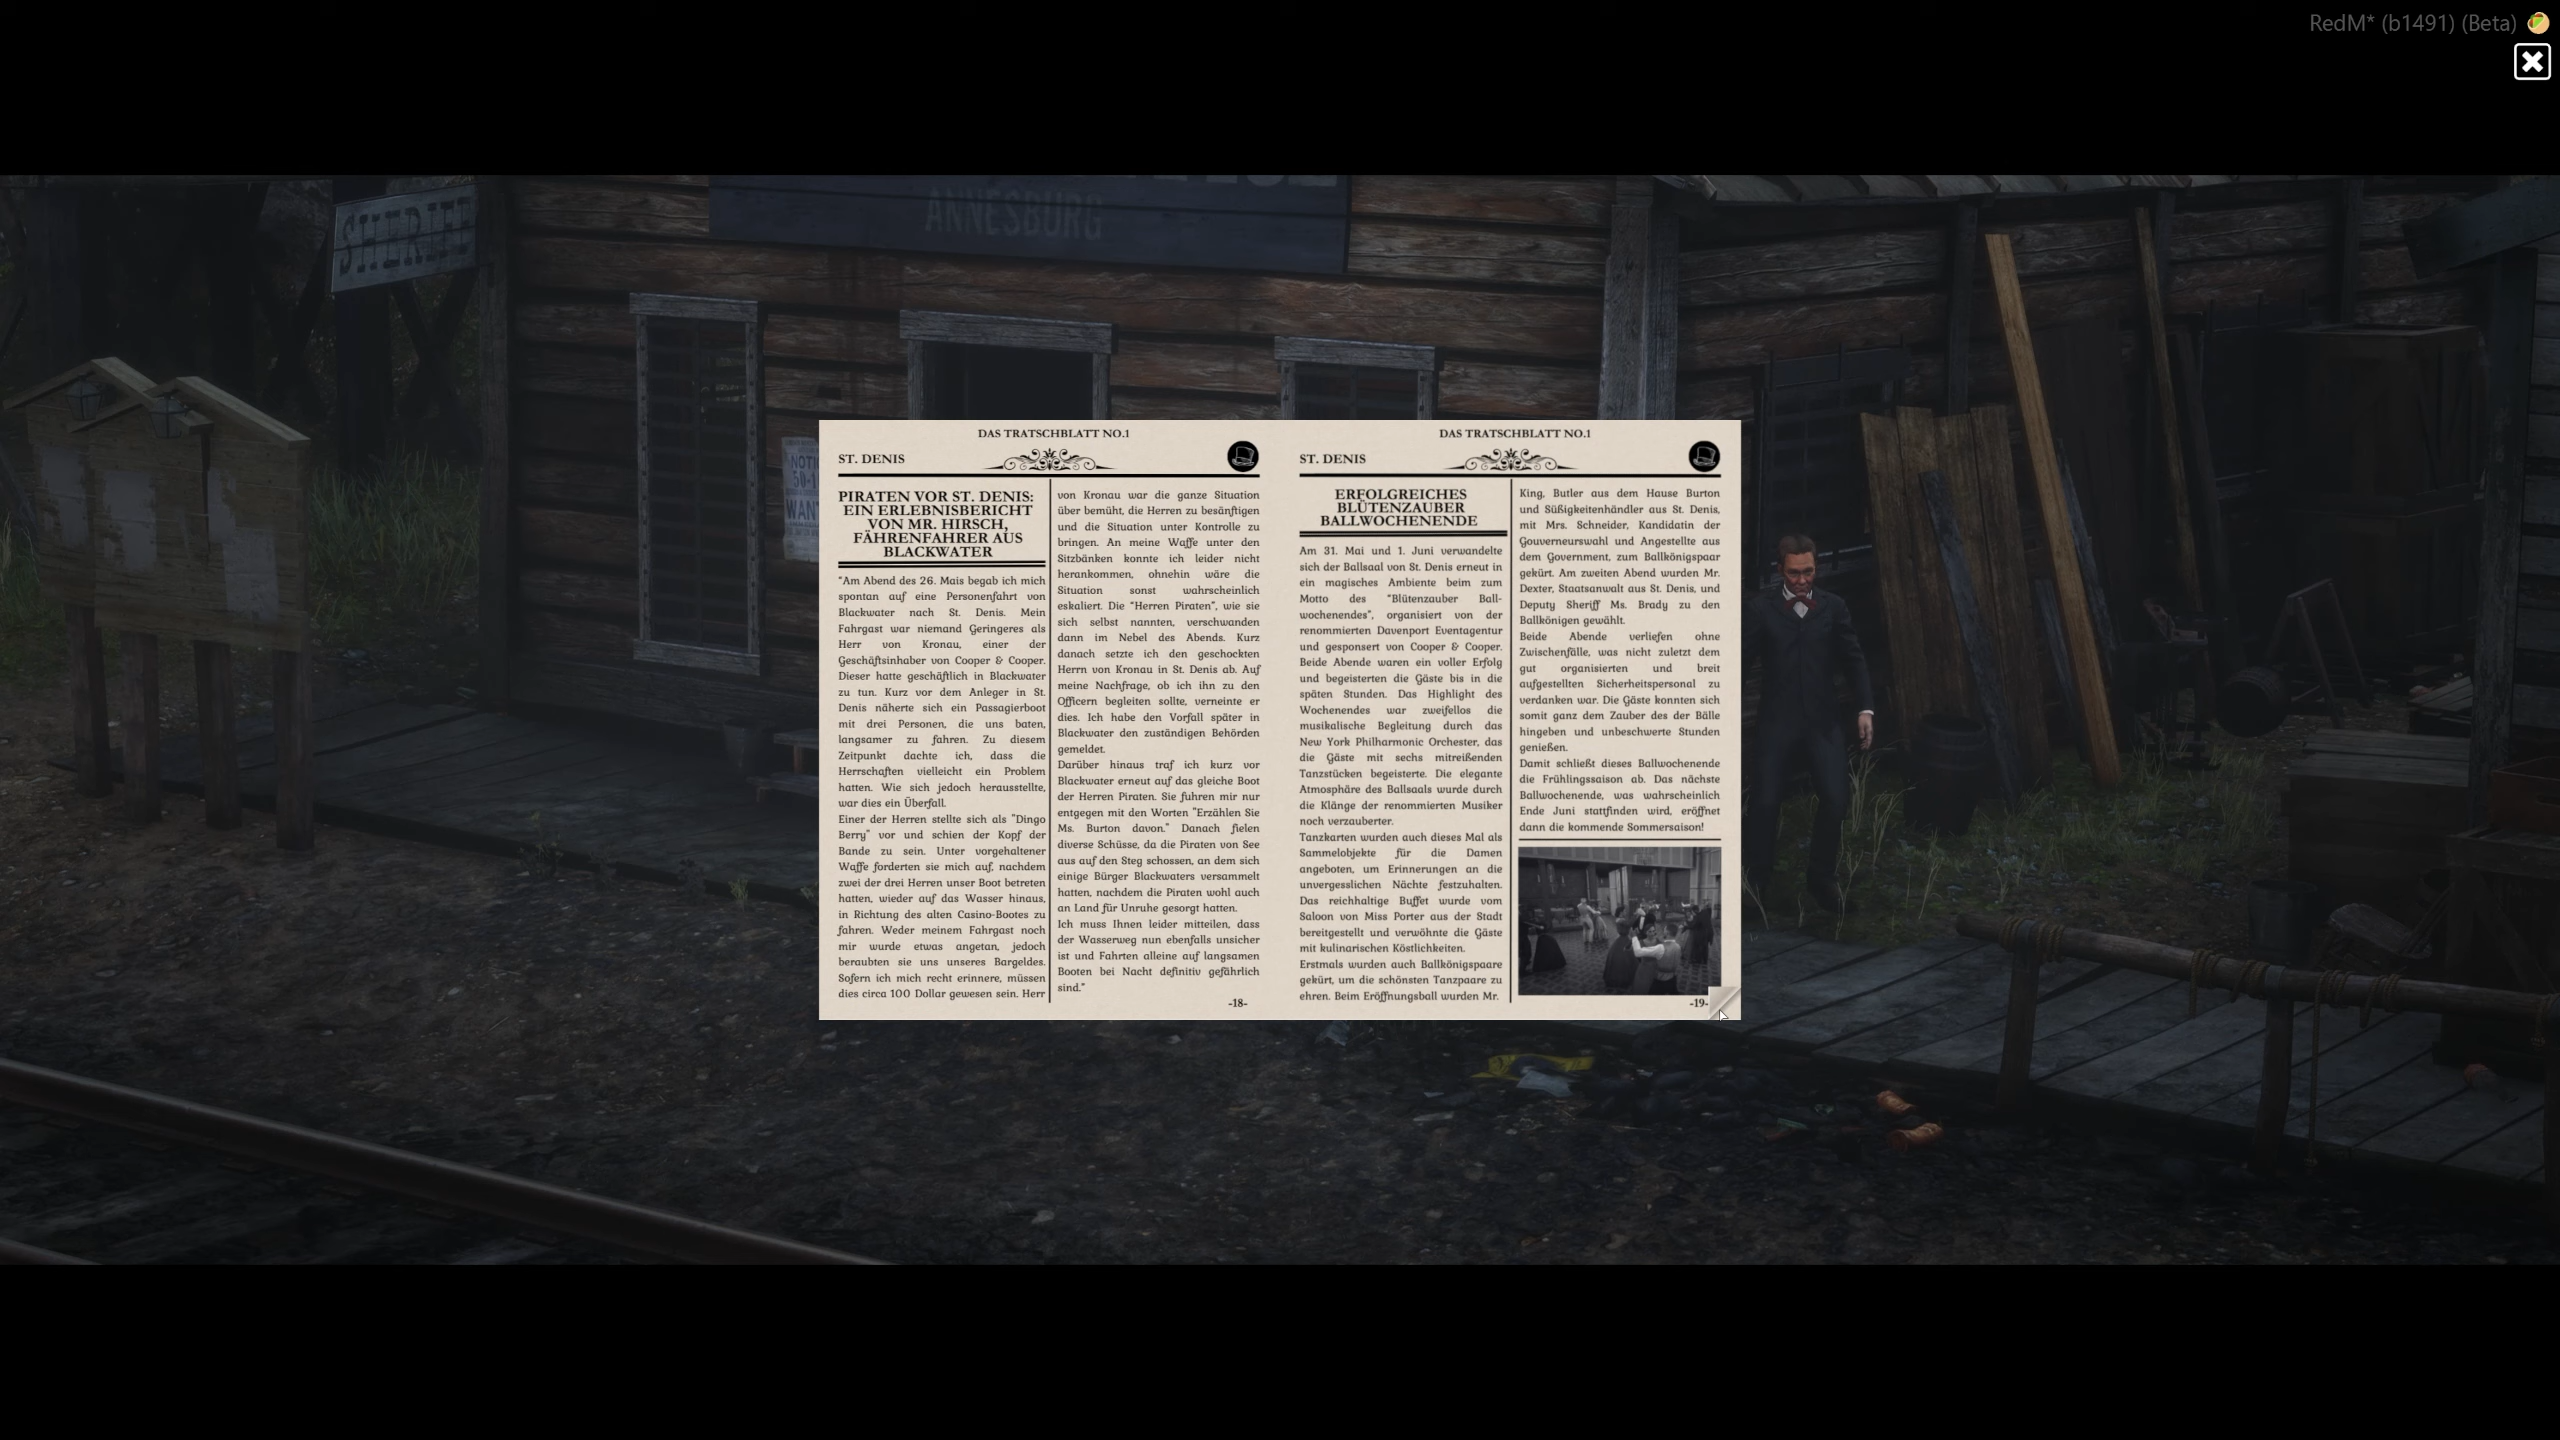 RedM* (b1491) (Beta)
SHERIFF
ANNESBURG
DAS TRATSCHBLATT NO.1
ST. DENIS
PIRATEN VOR ST. DENIS:
EIN ERLEBNISBERICHT
VON MR. HIRSCH,
FÄHRENFAHRER AUS
BLACKWATER
"Am Abend des 26. Mais begab ich mich
spontan auf eine Personenfahrt von
Blackwater nach St. Denis. Mein
Fahrgast war niemand Geringeres als
Herr von Kronau, einer der
Geschäftsinhaber von Cooper & Cooper.
Dieser hatte geschäftlich in Blackwater
zu tun. Kurz vor dem Anleger in St.
Denis näherte sich ein Passagierboot
mit drei Personen, die uns baten,
langsamer zu fahren. Zu diesem
Zeitpunkt dachte ich, dass die
Herrschaften vielleicht ein Problem
hatten. Wie sich jedoch herausstellte,
war dies ein Überfall.
Einer der Herren stellte sich als "Dingo
Berry" vor und schien der Kopf der
Bande zu sein. Unter vorgehaltener
Waffe forderten sie mich auf, nachdem
zwei der drei Herren unser Boot betreten
hatten, wieder auf das Wasser hinaus,
in Richtung des alten Casino-Bootes zu
fahren. Weder meinem Fahrgast noch
mir wurde etwas angetan, jedoch
beraubten sie uns unseres Bargeldes.
Sofern ich mich recht erinnere, müssen
dies circa 100 Dollar gewesen sein. Herr
von Kronau war die ganze Situation
über bemüht, die Herren zu besänftigen
und die Situation unter Kontrolle zu
bringen. An meine Waffe unter den
Sitzbänken konnte ich leider nicht
herankommen, ohnehin wäre die
Situation sonst wahrscheinlich
eskaliert. Die "Herren Piraten", wie sie
sich selbst nannten, verschwanden
dann im Nebel des Abends. Kurz
danach setzte ich den geschockten
Herrn von Kronau in St. Denis ab. Auf
meine Nachfrage, ob ich ihn zu den
Officern begleiten sollte, verneinte er
dies. Ich habe den Vorfall später in
Blackwater den zuständigen Behörden
gemeldet.
Darüber hinaus traf ich kurz vor
Blackwater erneut auf das gleiche Boot
der Herren Piraten. Sie fuhren mir nur
entgegen mit den Worten "Erzählen Sie
Ms. Burton davon." Danach fielen
diverse Schüsse, da die Piraten von See
aus auf den Steg schossen, an dem sich
einige Bürger Blackwaters versammelt
hatten, nachdem die Piraten wohl auch
an Land für Unruhe gesorgt hatten.
Ich muss Ihnen leider mitteilen, dass
der Wasserweg nun ebenfalls unsicher
ist und Fahrten alleine auf langsamen
Booten bei Nacht definitiv gefährlich
sind."
-18-
DAS TRATSCHBLATT NO.1
ST. DENIS
ERFOLGREICHES
BLÜTENZAUBER
BALLWOCHENENDE
Am 31. Mai und 1. Juni verwandelte
sich der Ballsaal von St. Denis erneut in
ein magisches Ambiente beim zum
Motto des "Blütenzauber Ball-
wochenendes", organisiert von der
renommierten Davenport Eventagentur
und gesponsert von Cooper & Cooper.
Beide Abende waren ein voller Erfolg
und begeisterten die Gäste bis in die
späten Stunden. Das Highlight des
Wochenendes war zweifellos die
musikalische Begleitung durch das
New York Philharmonic Orchester, das
die Gäste mit sechs mitreißenden
Tanzstücken begeisterte. Die elegante
Atmosphäre des Ballsaals wurde durch
die Klänge der renommierten Musiker
noch verzauberter.
Tanzkarten wurden auch dieses Mal als
Sammelobjekte für die Damen
angeboten, um Erinnerungen an die
unvergesslichen Nächte festzuhalten.
Das reichhaltige Buffet wurde vom
Saloon von Miss Porter aus der Stadt
bereitgestellt und verwöhnte die Gäste
mit kulinarischen Köstlichkeiten.
Erstmals wurden auch Ballkönigspaare
gekürt, um die schönsten Tanzpaare zu
ehren. Beim Eröffnungsball wurden Mr.
King, Butler aus dem Hause Burton
und Süßigkeitenhändler aus St. Denis,
mit Mrs. Schneider, Kandidatin der
Gouverneurswahl und Angestellte aus
dem Government, zum Ballkönigspaar
gekürt. Am zweiten Abend wurden Mr.
Dexter, Staatsanwalt aus St. Denis, und
Deputy Sheriff Ms. Brady zu den
Ballkönigen gewählt.
Beide Abende verliefen ohne
Zwischenfälle, was nicht zuletzt dem
gut organisierten und breit
aufgestellten Sicherheitspersonal zu
verdanken war. Die Gäste konnten sich
somit ganz dem Zauber des der Bälle
hingeben und unbeschwerte Stunden
genießen.
Damit schließt dieses Ballwochenende
die Frühlingssaison ab. Das nächste
Ballwochenende, was wahrscheinlich
Ende Juni stattfinden wird, eröffnet
dann die kommende Sommersaison!
-19-